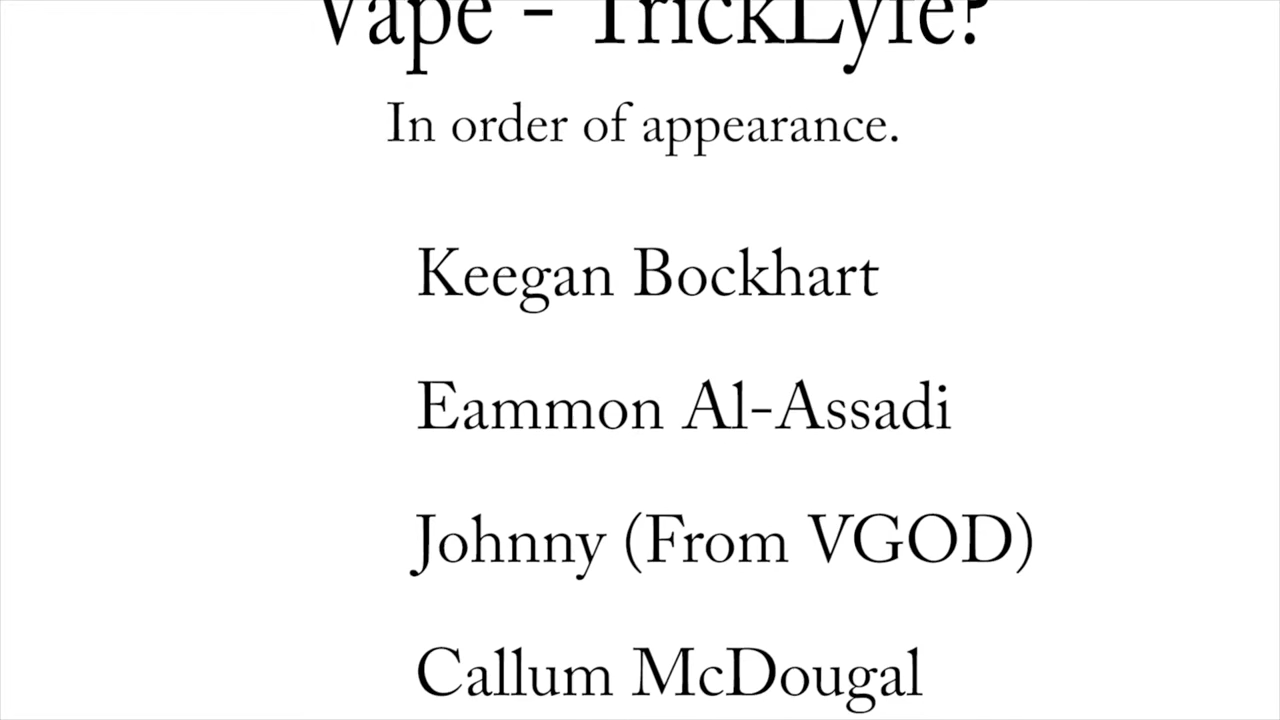 Vape - TrickLyfe?
In order of appearance.
Keegan Bockhart
Eammon Al-Assadi
Johnny (From VGOD)
Callum McDougal